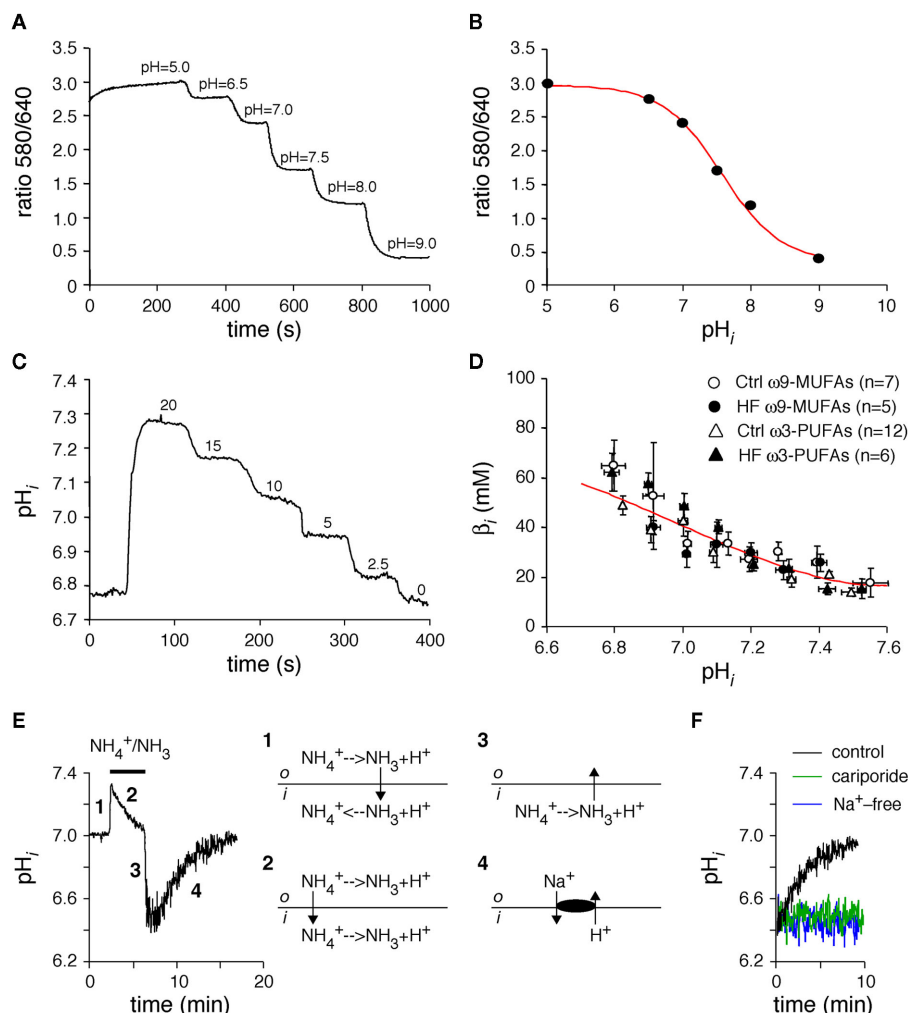 A
ratio 580/640
3.5
3.0
2.5
2.0
1.5
1.0
0.5
0
pH=5.0
pH=6.5
pH=7.0
pH=7.5
pH=8.0
pH=9.0
0 200 400 600 800 1000
time (s)
B
ratio 580/640
3.5
3.0
2.5
2.0
1.5
1.0
0.5
0
5 6 7 8 9 10
pHi
C
pHi
7.4
7.3
7.2
7.1
7.0
6.9
6.8
6.7
20
15
10
5
2.5
0
0 100 200 300 400
time (s)
D
βi (mM)
100
80
60
40
20
0
Ctrl ω9-MUFAs (n=7)
HF ω9-MUFAs (n=5)
Ctrl ω3-PUFAs (n=12)
HF ω3-PUFAs (n=6)
6.6 6.8 7.0 7.2 7.4 7.6
pHi
E
NH4+/NH3
pHi
7.4
7.0
6.6
6.2
1
2
3
4
0 10 20
time (min)
1
o
i
NH4+-->NH3+H+
NH4+<--NH3+H+
2
o
i
NH4+-->NH3+H+
NH4+-->NH3+H+
3
o
i
NH4+->NH3+H+
4
o
i
Na+
H+
F
control
cariporide
Na+–free
pHi
7.4
7.0
6.6
6.2
0 5 10
time (min)